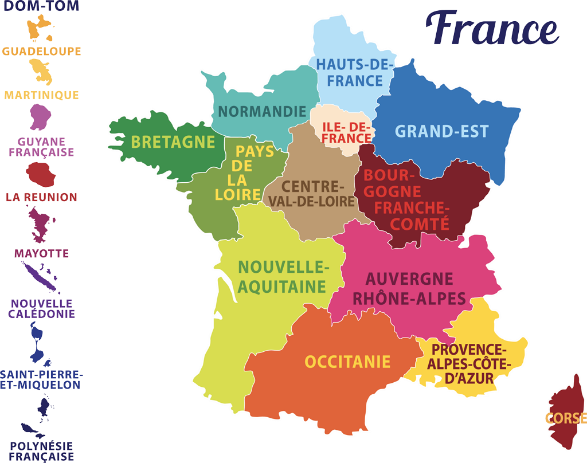 DOM-TOM
GUADELOUPE
MARTINIQUE
GUYANE
FRANÇAISE
LA REUNION
MAYOTTE
NOUVELLE
CALÉDONIE
SAINT-PIERRE-
ET-MIQUELON
POLYNÉSIE
FRANÇAISE
France
HAUTS-DE-
FRANCE
NORMANDIE
ILE- DE-
FRANCE
GRAND-EST
BRETAGNE
PAYS
DE
LA
LOIRE
CENTRE-
VAL-DE-LOIRE
BOUR-
GOGNE
FRANCHE-
COMTÉ
NOUVELLE-
AQUITAINE
AUVERGNE
RHÔNE-ALPES
OCCITANIE
PROVENCE-
ALPES-CÔTE-
D'AZUR
CORSE